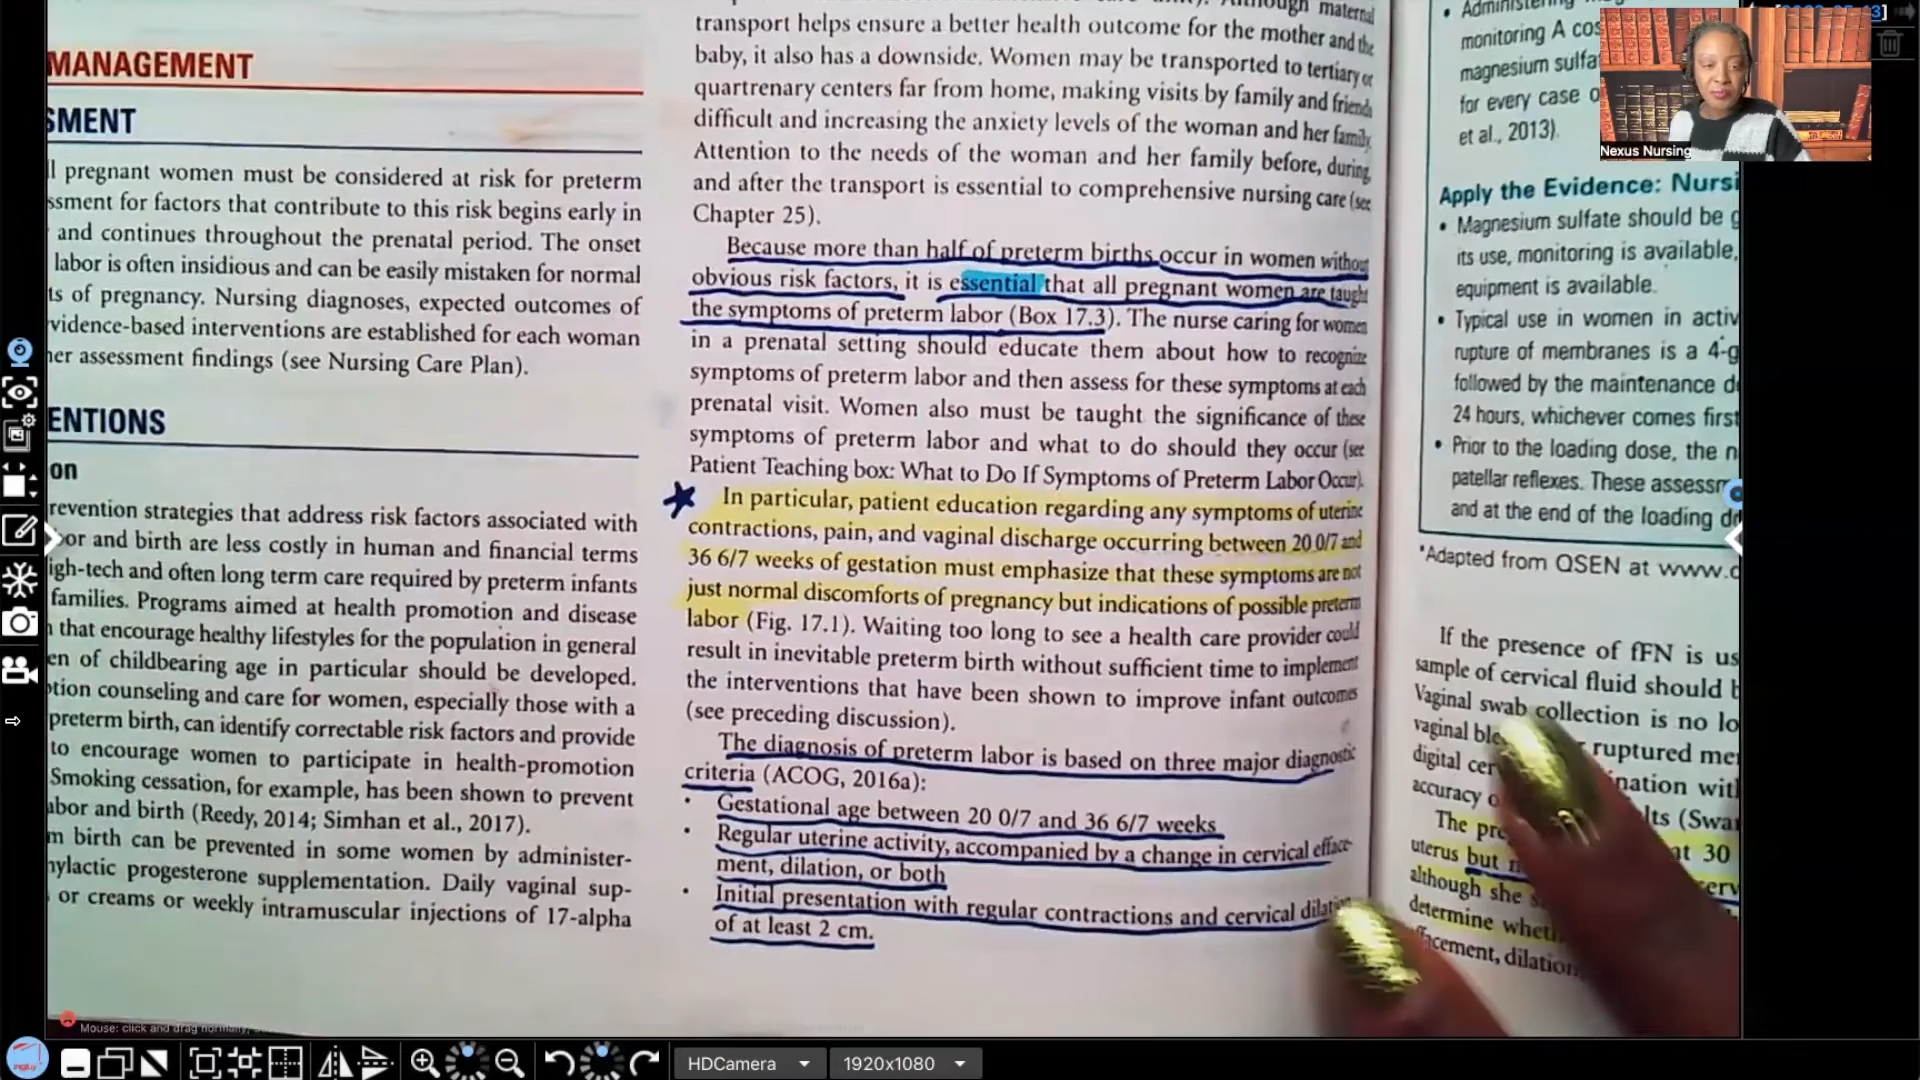 MANAGEMENT
SMENT
ll pregnant women must be considered at risk for preterm
ssment for factors that contribute to this risk begins early in
and continues throughout the prenatal period. The onset
labor is often insidious and can be easily mistaken for normal
ts of pregnancy. Nursing diagnoses, expected outcomes of
vidence-based interventions are established for each woman
her assessment findings (see Nursing Care Plan).
ENTIONS
on
revention strategies that address risk factors associated with
or and birth are less costly in human and financial terms
igh-tech and often long term care required by preterm infants
families. Programs aimed at health promotion and disease
that encourage healthy lifestyles for the population in general
en of childbearing age in particular should be developed.
tion counseling and care for women, especially those with a
preterm birth, can identify correctable risk factors and provide
to encourage women to participate in health-promotion
Smoking cessation, for example, has been shown to prevent
abor and birth (Reedy, 2014; Simhan et al., 2017).
m birth can be prevented in some women by administer-
hylactic progesterone supplementation. Daily vaginal sup-
or creams or weekly intramuscular injections of 17-alpha
Although maternal
transport helps ensure a better health outcome for the mother and the
baby, it also has a downside. Women may be transported to tertiary or
quartrenary centers far from home, making visits by family and friends
difficult and increasing the anxiety levels of the woman and her family.
Attention to the needs of the woman and her family before, during,
and after the transport is essential to comprehensive nursing care (see
Chapter 25).
Because more than half of preterm births occur in women without
obvious risk factors, it is essential that all pregnant women are taught
the symptoms of preterm labor (Box 17.3). The nurse caring for women
in a prenatal setting should educate them about how to recognize
symptoms of preterm labor and then assess for these symptoms at each
prenatal visit. Women also must be taught the significance of these
symptoms of preterm labor and what to do should they occur (see
Patient Teaching box: What to Do If Symptoms of Preterm Labor Occur).
In particular, patient education regarding any symptoms of uterine
contractions, pain, and vaginal discharge occurring between 20 0/7 and
36 6/7 weeks of gestation must emphasize that these symptoms are not
just normal discomforts of pregnancy but indications of possible preterm
labor (Fig. 17.1). Waiting too long to see a health care provider could
result in inevitable preterm birth without sufficient time to implement
the interventions that have been shown to improve infant outcomes
(see preceding discussion).
The diagnosis of preterm labor is based on three major diagnostic
criteria (ACOG, 2016a):
• Gestational age between 20 0/7 and 36 6/7 weeks
• Regular uterine activity, accompanied by a change in cervical efface-
ment, dilation, or both
• Initial presentation with regular contractions and cervical
of at least 2 cm.
•
monitoring A
magnesium sulfa
for every case o
et al., 2013).
Apply the Evidence: Nursi
• Magnesium sulfate should be g
its use, monitoring is available,
equipment is available.
• Typical use in women in activ
rupture of membranes is a 4-g
followed by the maintenance d
24 hours, whichever comes first
• Prior to the loading dose, the n
patellar reflexes. These assessm
and at the end of the loading d
*Adapted from QSEN at www.
If the presence of fFN is us
sample of cervical fluid should b
Vaginal swab collection is no lo
vaginal ruptured me
digital nation wit
accuracy lts (Swar
The at 30
uterus but
although she
determine
dilation
Nexus Nursing
Mouse: click and drag normally,
HDCamera
1920x1080